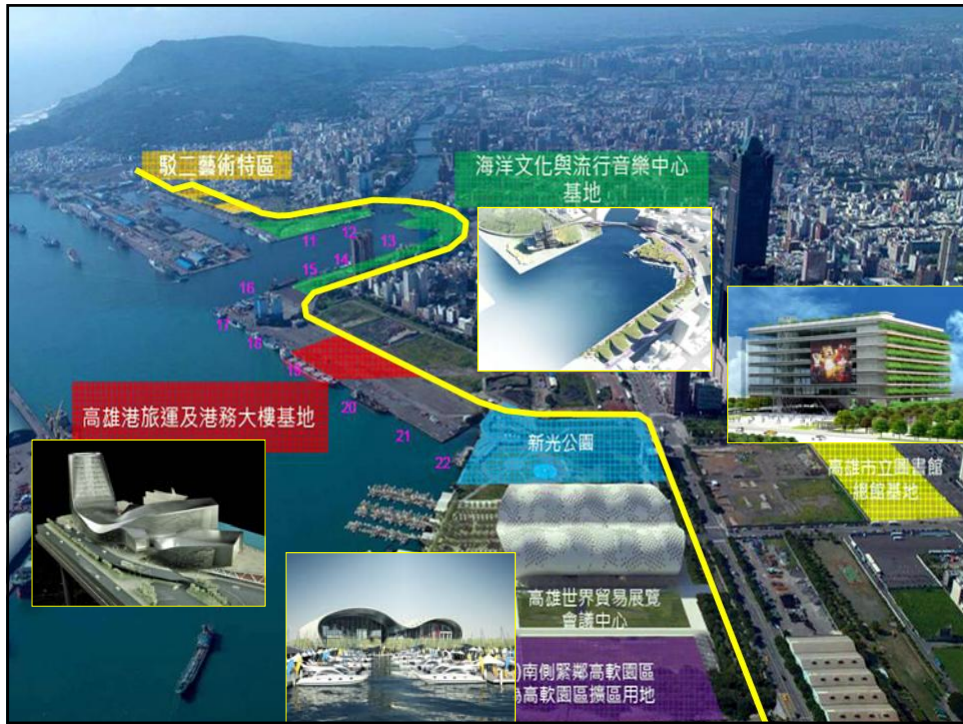 駁二藝術特區
海洋文化與流行音樂中心
基地
11
12
13
14
15
16
17
18
19
20
21
22
高雄港旅運及港務大樓基地
新光公園
高雄市立圖書館
總館基地
高雄世界貿易展覽
會議中心
)南側緊鄰高軟園區
為高軟園區擴區用地